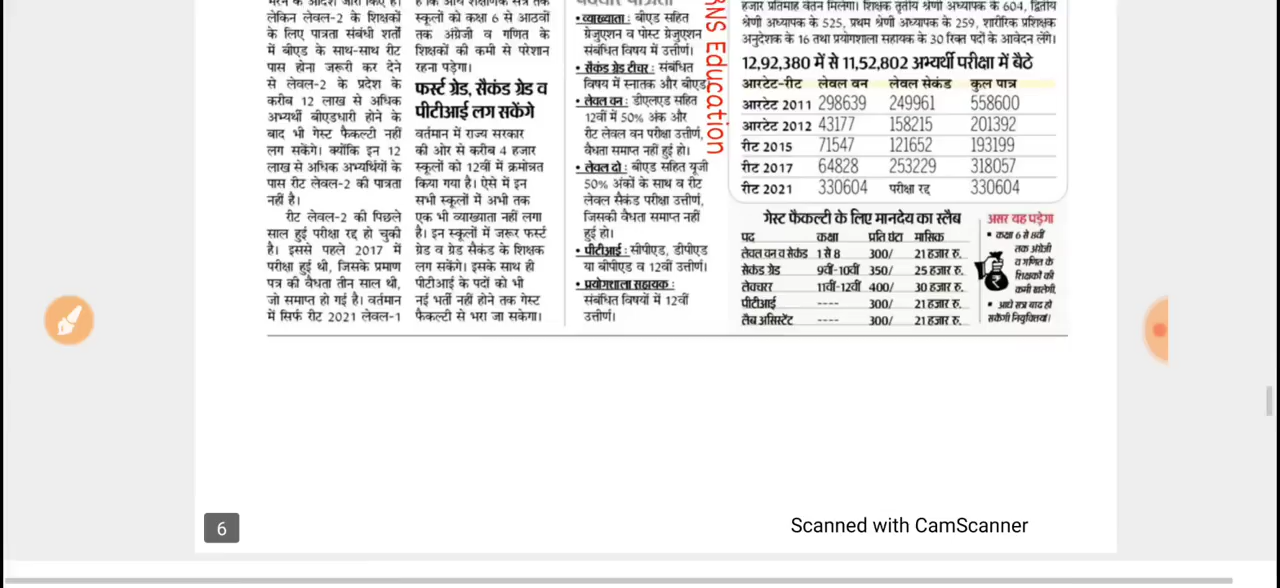 भरने के आदेश जारी किए हैं।
लेकिन लेवल-2 के शिक्षकों
के लिए पात्रता संबंधी शर्तों
में बीएड के साथ-साथ रीट
पास होना जरूरी कर देने
से लेवल-2 के प्रदेश के
करीब 12 लाख से अधिक
अभ्यर्थी बीएडधारी होने के
बाद भी गेस्ट फैकल्टी नहीं
लग सकेंगे। क्योंकि इन 12
लाख से अधिक अभ्यर्थियों के
पास रीट लेवल-2 की पात्रता
नहीं है।
रीट लेवल-2 की पिछले
साल हुई परीक्षा रद्द हो चुकी
है। इससे पहले 2017 में
परीक्षा हुई थी, जिसके प्रमाण
पत्र की वैधता तीन साल थी,
जो समाप्त हो गई है। वर्तमान
में सिर्फ रीट 2021 लेवल-1
स्कूलों को कक्षा 6 से आठवीं
तक अंग्रेजी व गणित के
शिक्षकों की कमी से परेशान
रहना पड़ेगा।
फर्स्ट ग्रेड, सैकंड ग्रेड व
पीटीआई लग सकेंगे
वर्तमान में राज्य सरकार
की ओर से करीब 4 हजार
स्कूलों को 12वीं में क्रमोन्नत
किया गया है। ऐसे में इन
सभी स्कूलों में अभी तक
एक भी व्याख्याता नहीं लगा
है। इन स्कूलों में जरूर फर्स्ट
ग्रेड व ग्रेड सैकंड के शिक्षक
लग सकेंगे। इसके साथ ही
पीटीआई के पदों को भी
नई भर्ती नहीं होने तक गेस्ट
फैकल्टी से भरा जा सकेगा।
• व्याख्याता : बीएड सहित
ग्रेजुएशन व पोस्ट ग्रेजुएशन
संबंधित विषय में उत्तीर्ण।
• सैकंड ग्रेड टीचर : संबंधित
विषय में स्नातक और बीएड
• लेवल वन : डीएलएड सहित
12वीं में 50% अंक और
रीट लेवल वन परीक्षा उत्तीर्ण,
वैधता समाप्त नहीं हुई हो।
• लेवल दो : बीएड सहित यूजी
50% अंकों के साथ व रीट
लेवल सैकंड परीक्षा उत्तीर्ण,
जिसकी वैधता समाप्त नहीं
हुई हो।
• पीटीआई : सीपीएड, डीपीएड
या बीपीएड व 12वीं उत्तीर्ण।
• प्रयोगशाला सहायक :
संबंधित विषयों में 12वीं
उत्तीर्ण।
RNS Education
हजार प्रतिमाह वेतन मिलेगा। शिक्षक तृतीय श्रेणी अध्यापक के 604, द्वितीय
श्रेणी अध्यापक के 525, प्रथम श्रेणी अध्यापक के 259, शारीरिक प्रशिक्षक
अनुदेशक के 16 तथा प्रयोगशाला सहायक के 30 रिक्त पदों के आवेदन लेंगे।
12,92,380 में से 11,52,802 अभ्यर्थी परीक्षा में बैठे
आरटेट-रीट लेवल वन लेवल सेकंड कुल पात्र
आरटेट 2011 298639 249961 558600
आरटेट 2012 43177 158215 201392
रीट 2015 71547 121652 193199
रीट 2017 64828 253229 318057
रीट 2021 330604 परीक्षा रद्द 330604
गेस्ट फैकल्टी के लिए मानदेय का स्लैब
पद कक्षा प्रति घंटा मासिक
लेवल वन व सेकंड 1 से 8 300/ 21 हजार रु.
सेकंड ग्रेड 9वीं-10वीं 350/ 25 हजार रु.
लेक्चरर 11वीं-12वीं 400/ 30 हजार रु.
पीटीआई ---- 300/ 21 हजार रु.
लैब असिस्टेंट ---- 300/ 21 हजार रु.
असर यह पड़ेगा
• कक्षा 6 से 8वीं
तक अंग्रेजी
व गणित के
शिक्षकों की
कमी खलेगी,
• आधे सत्र बाद हो
सकेंगी नियुक्तियां।
6
Scanned with CamScanner